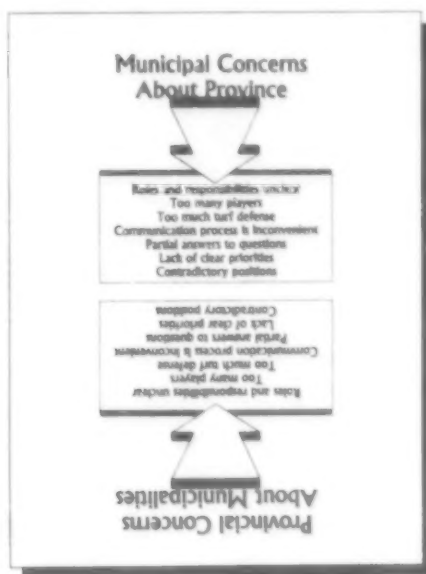 Municipal Concerns
About Province
Roles and responsibilities unclear
Too many players
Too much turf defense
Communication process is inconvenient
Partial answers to questions
Lack of clear priorities
Contradictory positions
Provincial Concerns
About Municipalities
Roles and responsibilities unclear
Too many players
Too much turf defense
Communication process is inconvenient
Partial answers to questions
Lack of clear priorities
Contradictory positions